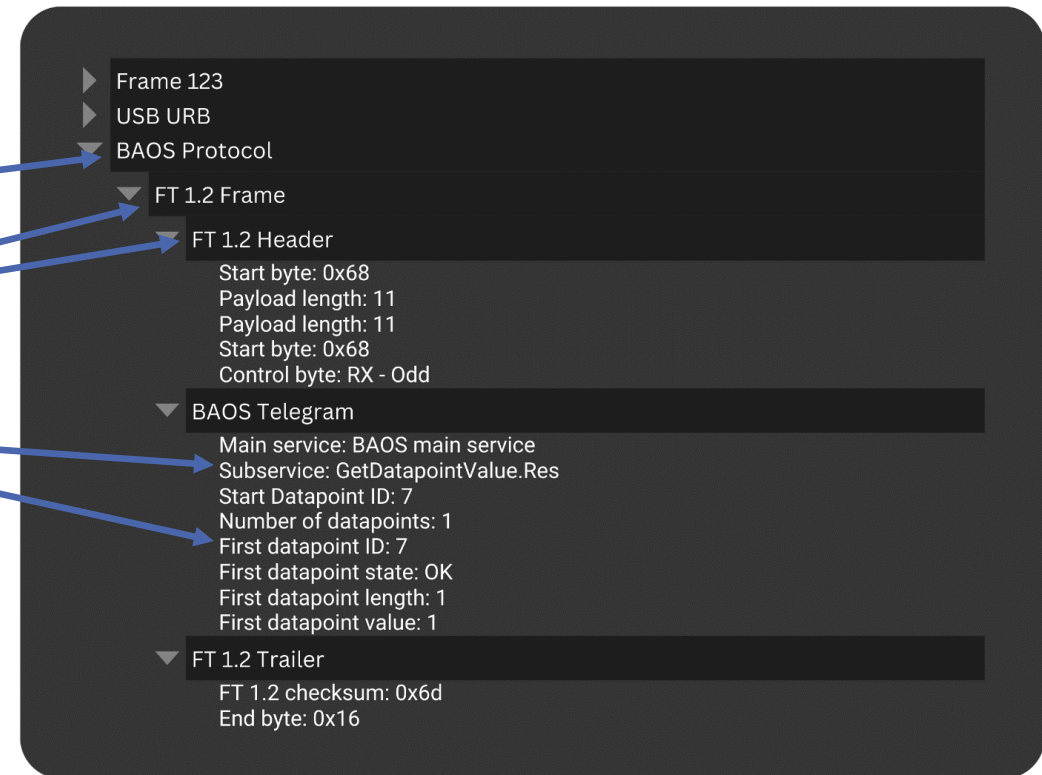 Frame 123
USB URB
BAOS Protocol
FT 1.2 Frame
FT 1.2 Header
Start byte: 0x68
Payload length: 11
Payload length: 11
Start byte: 0x68
Control byte: RX - Odd
BAOS Telegram
Main service: BAOS main service
Subservice: GetDatapointValue.Res
Start Datapoint ID: 7
Number of datapoints: 1
First datapoint ID: 7
First datapoint state: OK
First datapoint length: 1
First datapoint value: 1
FT 1.2 Trailer
FT 1.2 checksum: 0x6d
End byte: 0x16